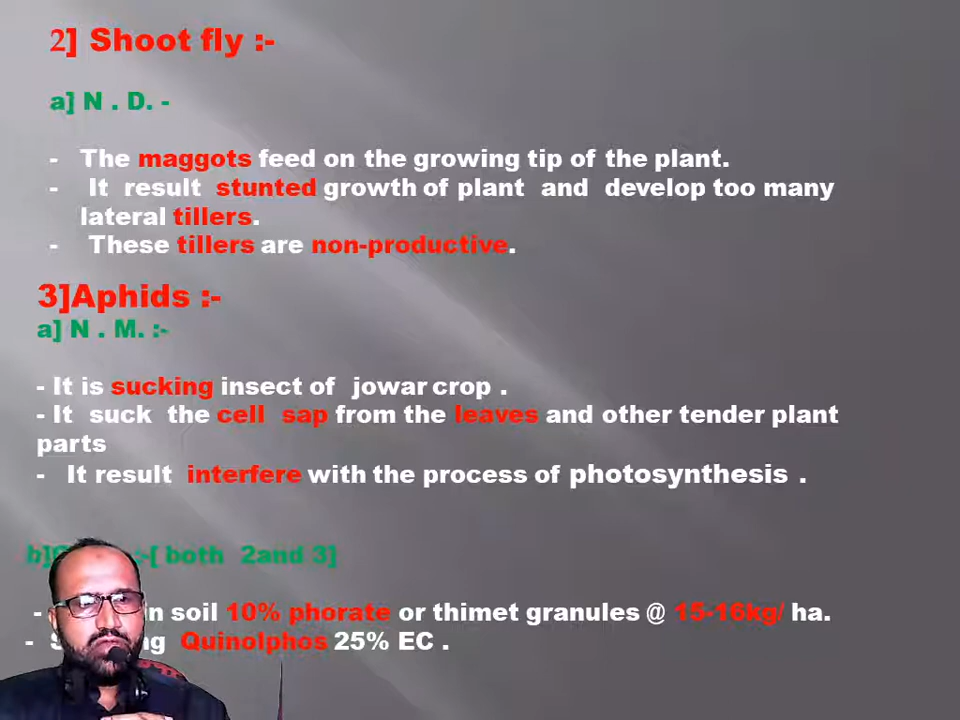 2] Shoot fly :-
a] N . D. -
- The maggots feed on the growing tip of the plant.
- It result stunted growth of plant and develop too many
lateral tillers.
- These tillers are non-productive.
3]Aphids :-
a] N . M. :-
- It is sucking insect of jowar crop .
- It suck the cell sap from the leaves and other tender plant
parts
- It result interfere with the process of photosynthesis .
:-[ both 2and 3]
- in soil 10% phorate or thimet granules @ 15-16kg/ ha.
- Quinolphos 25% EC .